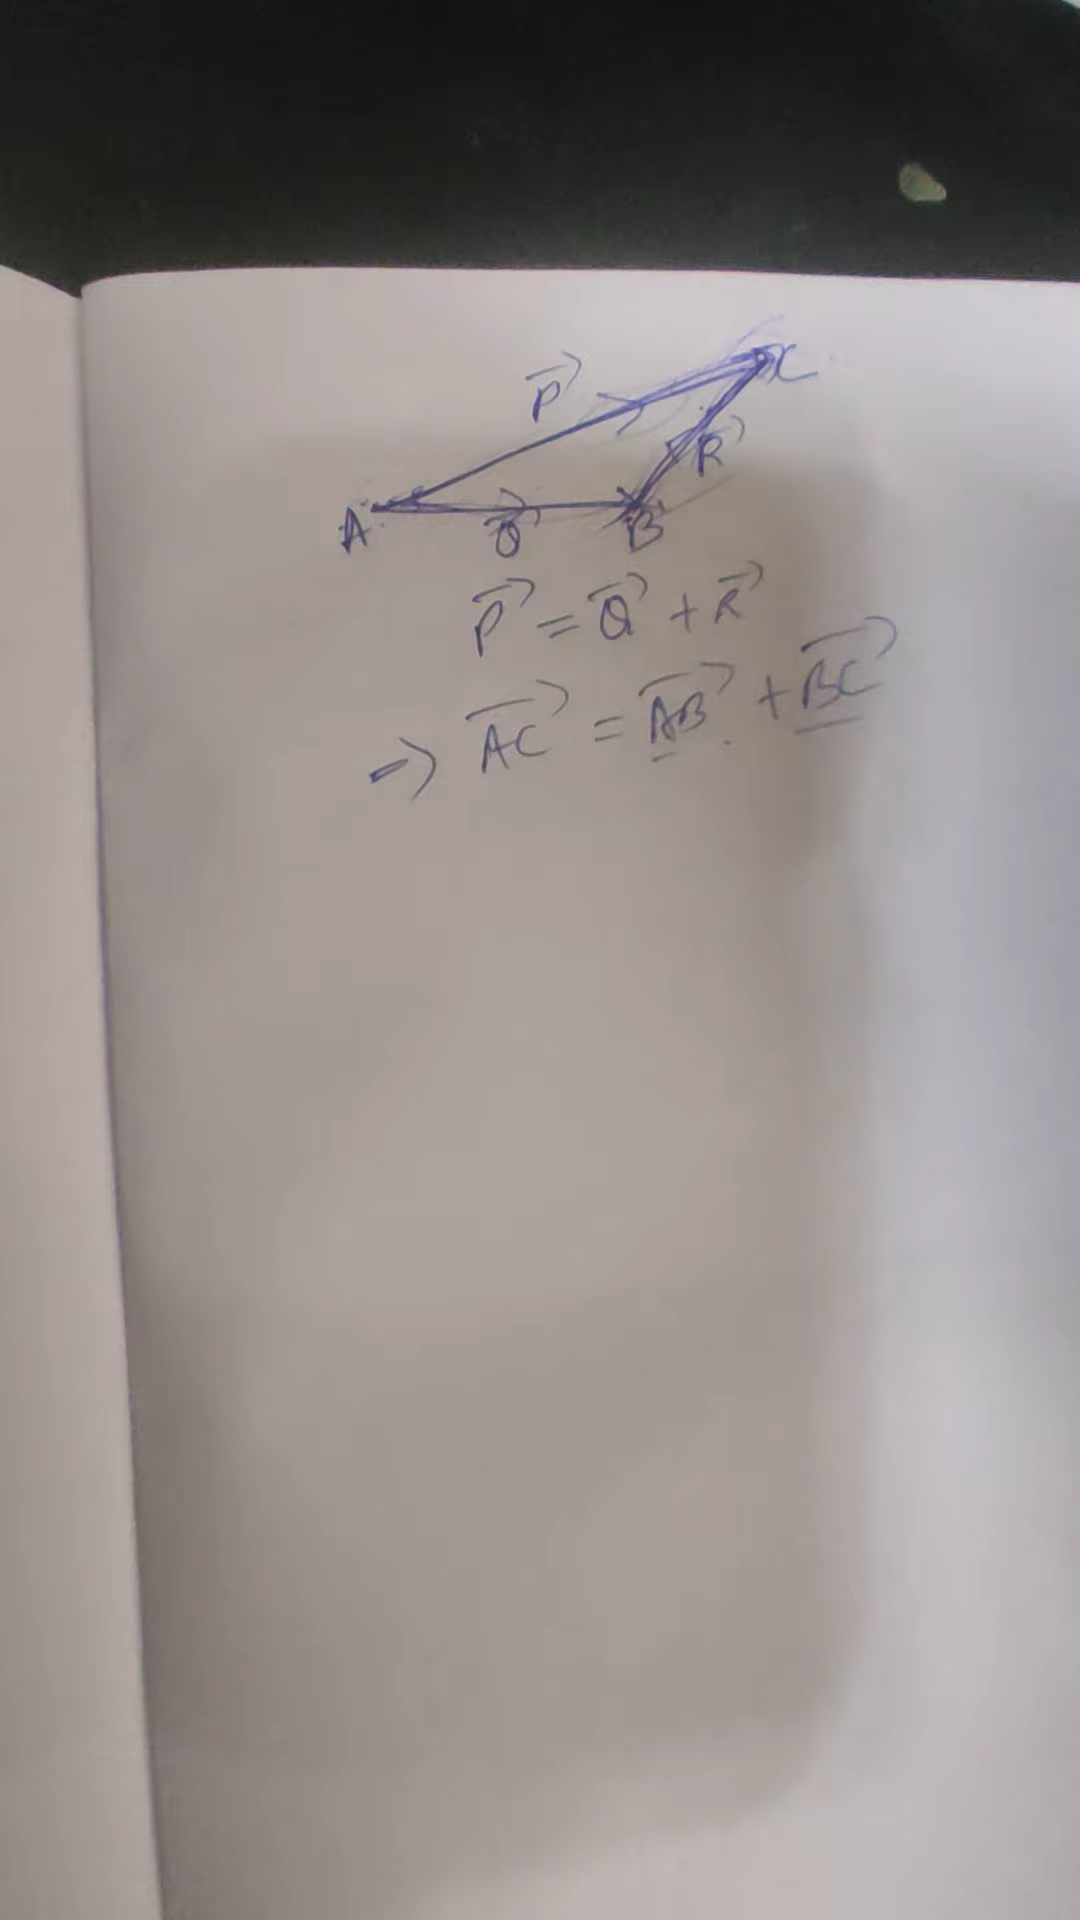 P⃗
C
R⃗
A
Q⃗
B
P⃗ = Q⃗ + R⃗
⇒ AC⃗ = AB⃗ + BC⃗